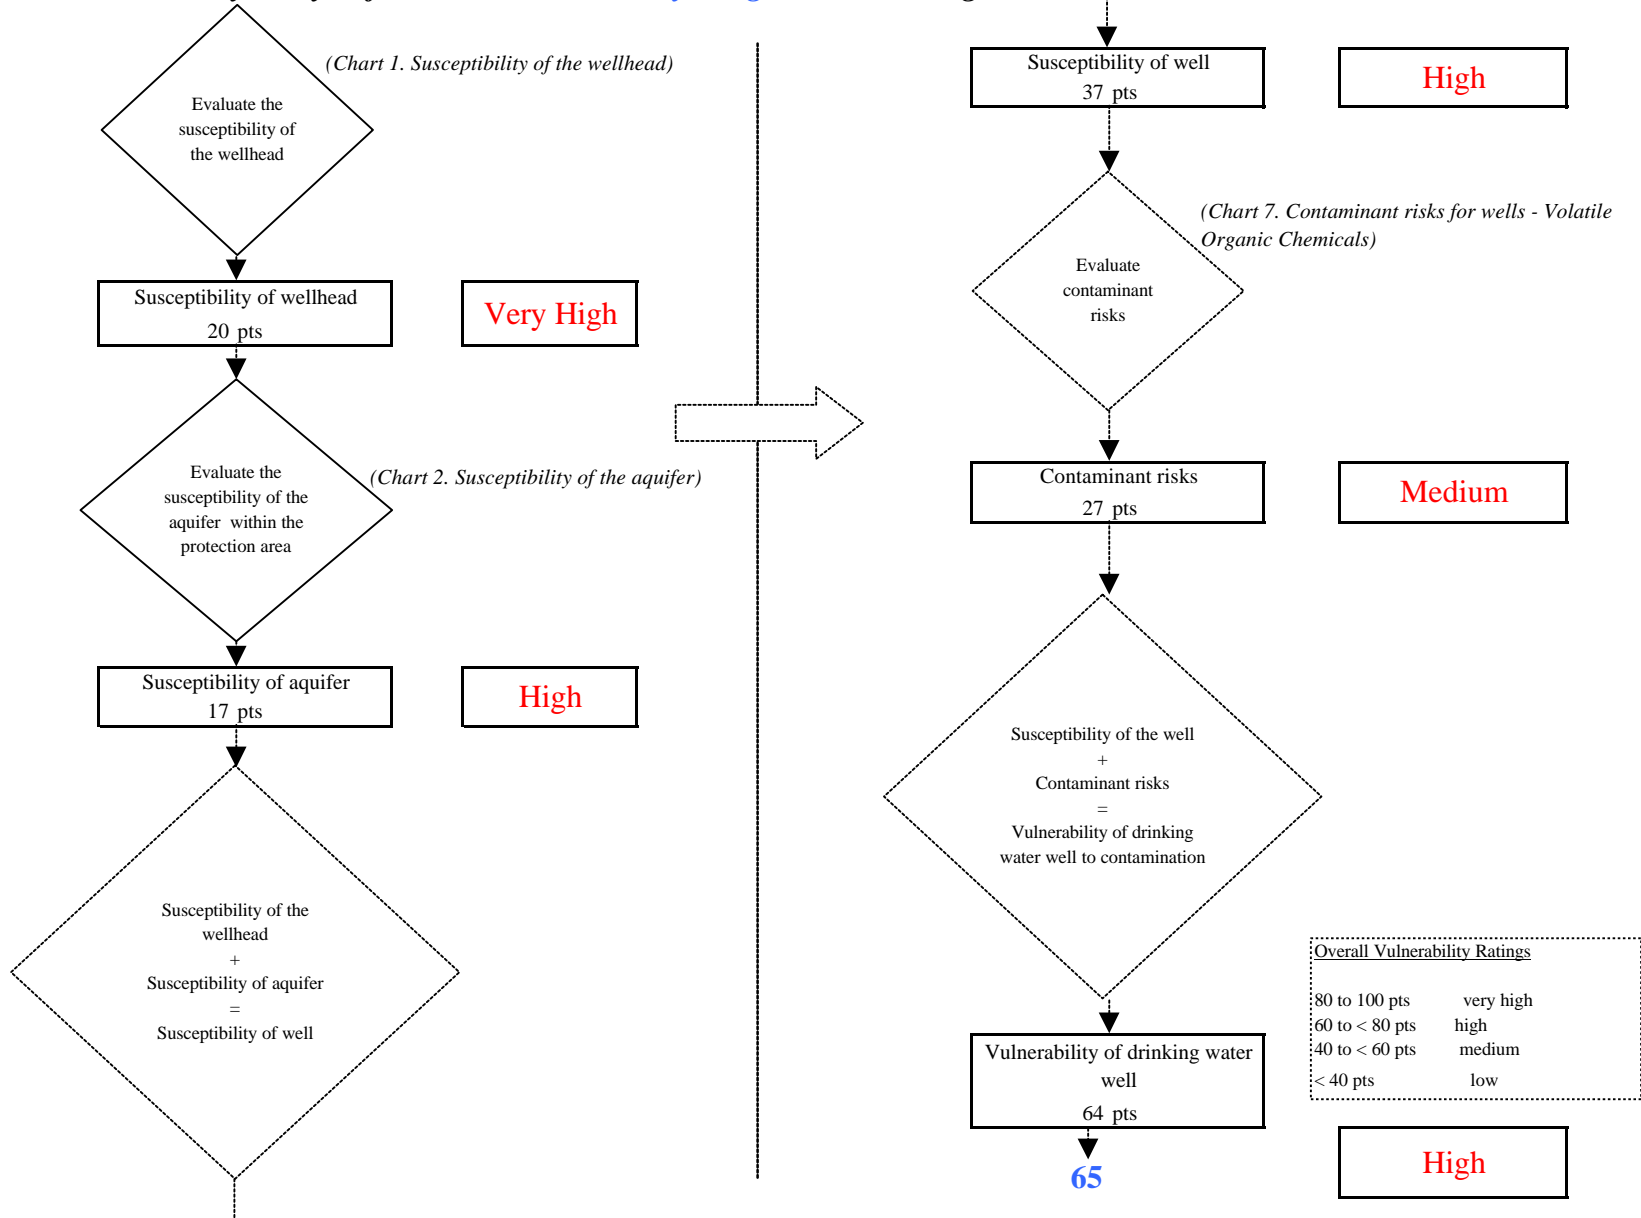 (Chart 1. Susceptibility of the wellhead)
Evaluate the
susceptibility of
the wellhead
Susceptibility of wellhead
20 pts
Very High
Evaluate the
susceptibility of the
aquifer within the
protection area
(Chart 2. Susceptibility of the aquifer)
Susceptibility of aquifer
17 pts
High
Susceptibility of the
wellhead
+
Susceptibility of aquifer
=
Susceptibility of well
Susceptibility of well
37 pts
High
(Chart 7. Contaminant risks for wells - Volatile
Organic Chemicals)
Evaluate
contaminant
risks
Contaminant risks
27 pts
Medium
Susceptibility of the well
+
Contaminant risks
=
Vulnerability of drinking
water well to contamination
Overall Vulnerability Ratings
80 to 100 pts very high
60 to < 80 pts high
40 to < 60 pts medium
< 40 pts low
Vulnerability of drinking water
well
64 pts
65
High